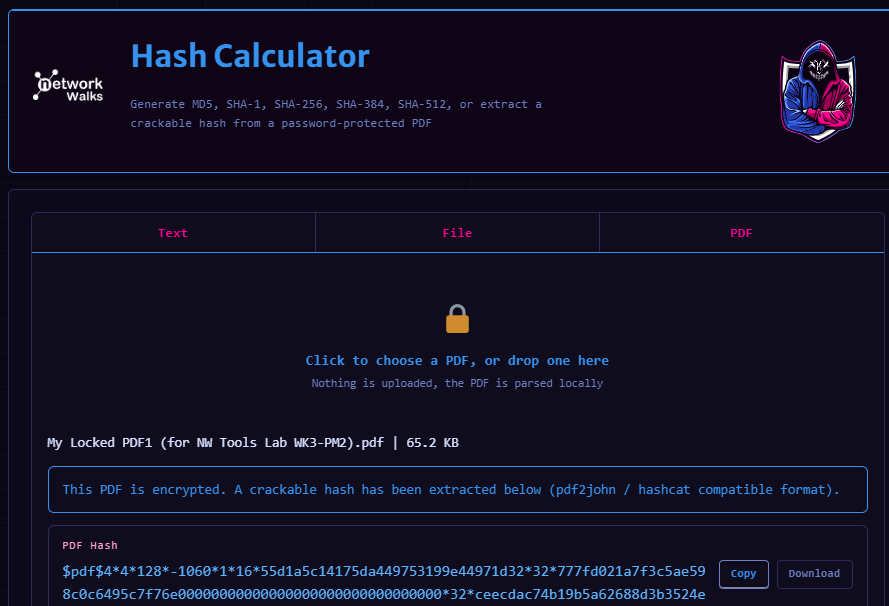 network
Walks
Hash Calculator
Generate MD5, SHA-1, SHA-256, SHA-384, SHA-512, or extract a
crackable hash from a password-protected PDF
Text
File
PDF
Click to choose a PDF, or drop one here
Nothing is uploaded, the PDF is parsed locally
My Locked PDF1 (for NW Tools Lab WK3-PM2).pdf | 65.2 KB
This PDF is encrypted. A crackable hash has been extracted below (pdf2john / hashcat compatible format).
PDF Hash
$pdf$4*4*128*-1060*1*16*55d1a5c14175da449753199e44971d32*32*777fd021a7f3c5ae59
8c0c6495c7f76e00000000000000000000000000000000*32*ceecdac74b19b5a62688d3b3524e
Copy
Download